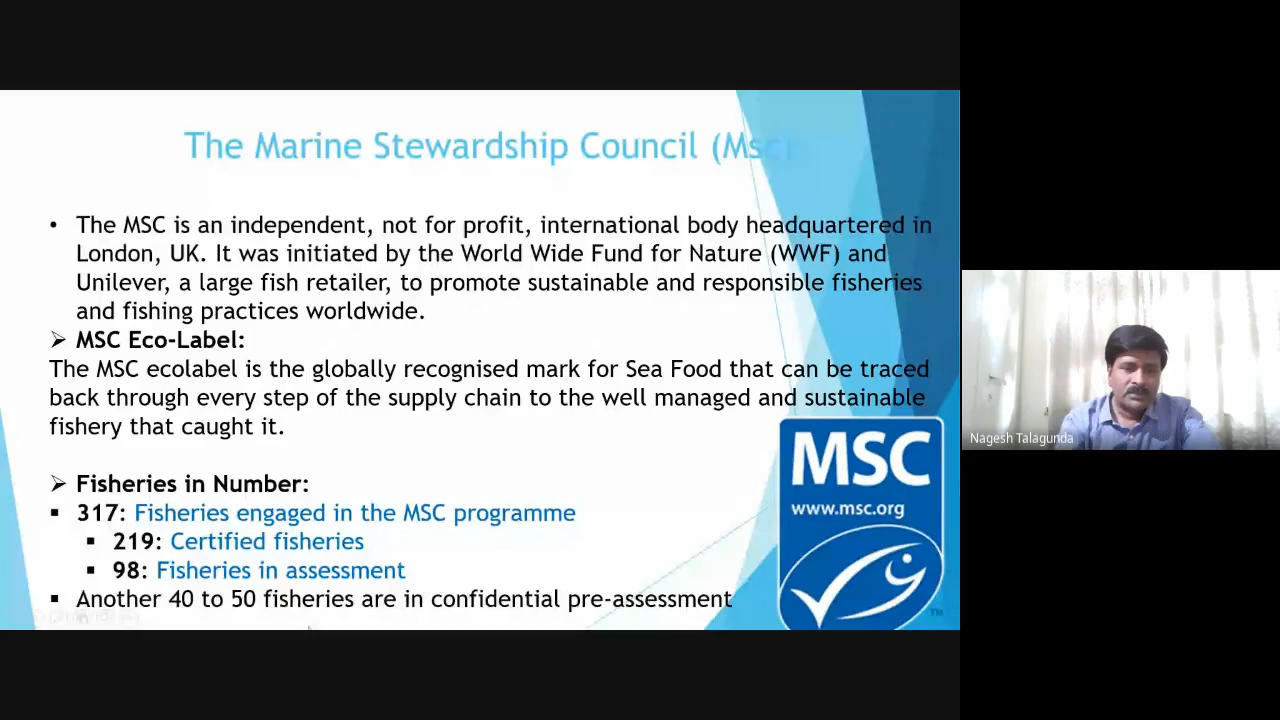 The Marine Stewardship Council (Msc)
• The MSC is an independent, not for profit, international body headquartered in
London, UK. It was initiated by the World Wide Fund for Nature (WWF) and
Unilever, a large fish retailer, to promote sustainable and responsible fisheries
and fishing practices worldwide.
➢ MSC Eco-Label:
The MSC ecolabel is the globally recognised mark for Sea Food that can be traced
back through every step of the supply chain to the well managed and sustainable
fishery that caught it.
➢ Fisheries in Number:
▪ 317: Fisheries engaged in the MSC programme
▪ 219: Certified fisheries
▪ 98: Fisheries in assessment
▪ Another 40 to 50 fisheries are in confidential pre-assessment
MSC
www.msc.org
TM
Nagesh Talagunda